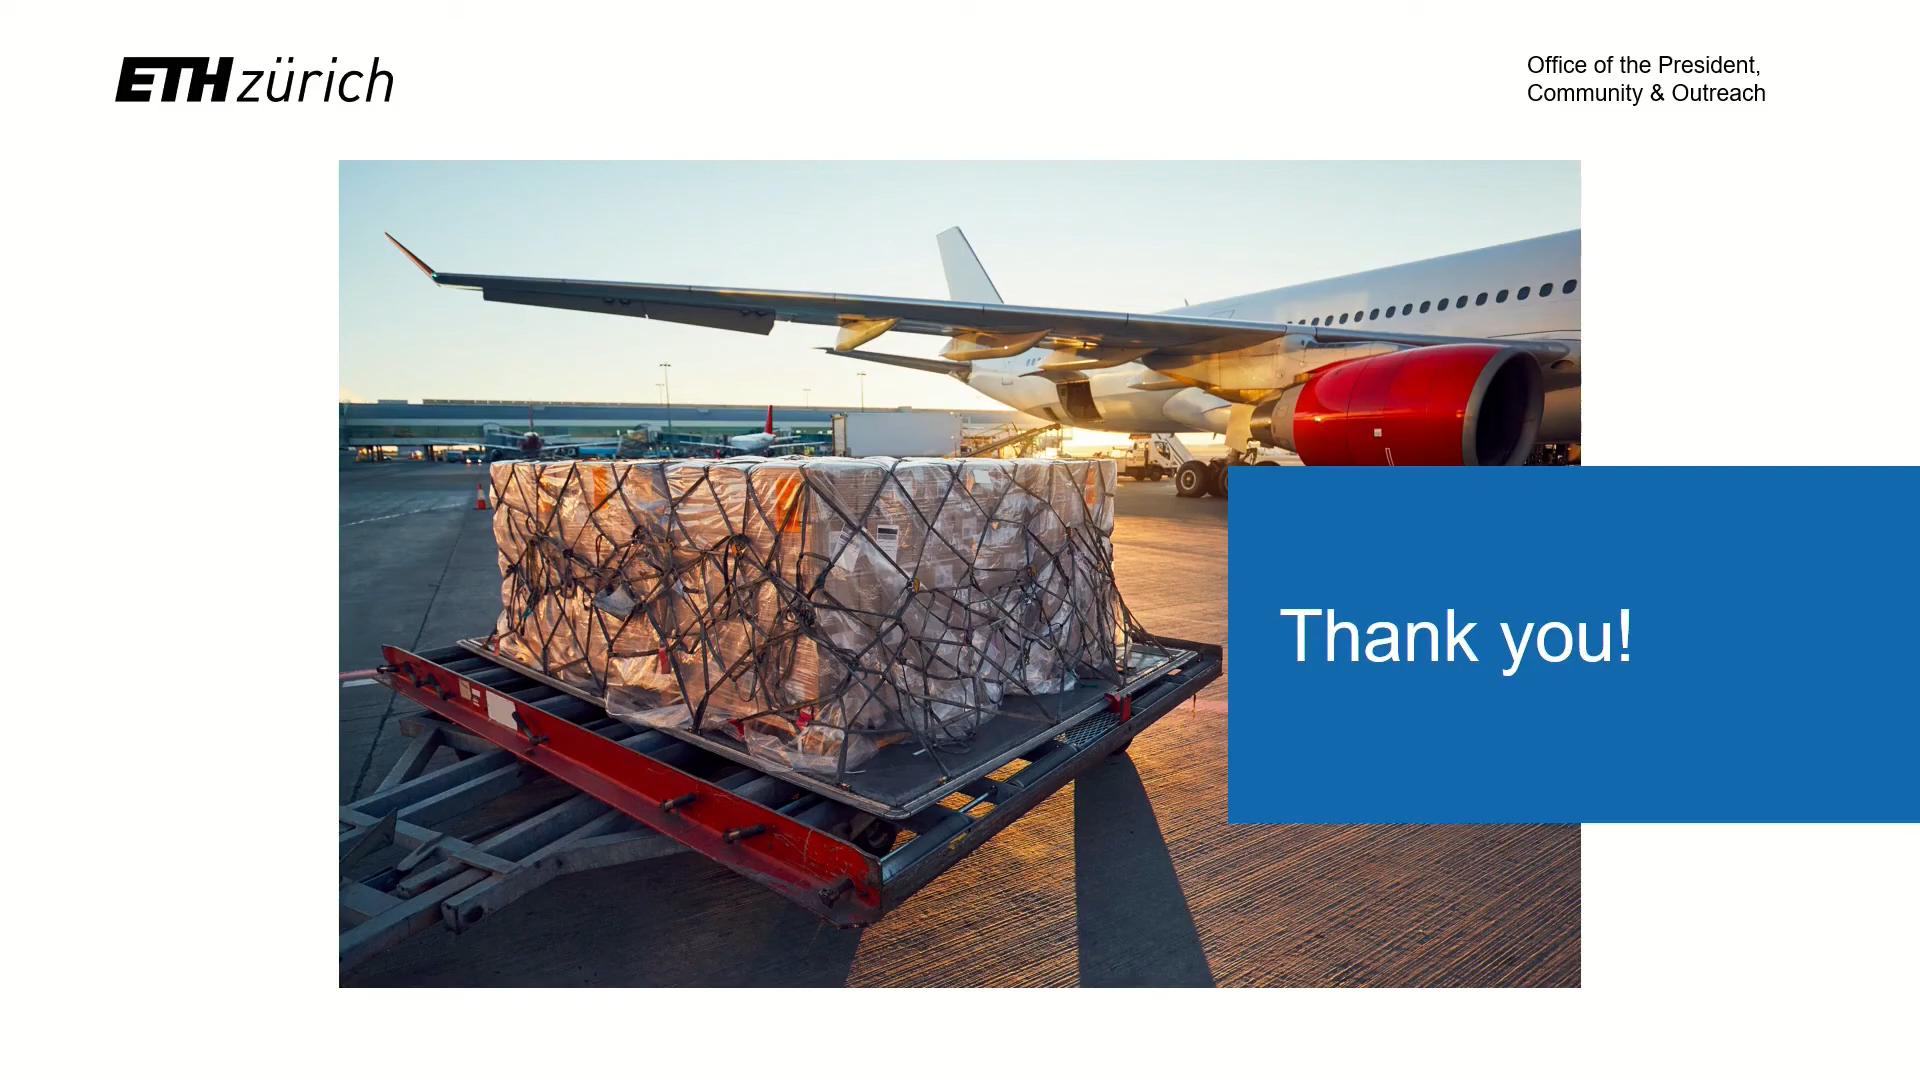 ETH zürich
Office of the President,
Community & Outreach
Thank you!